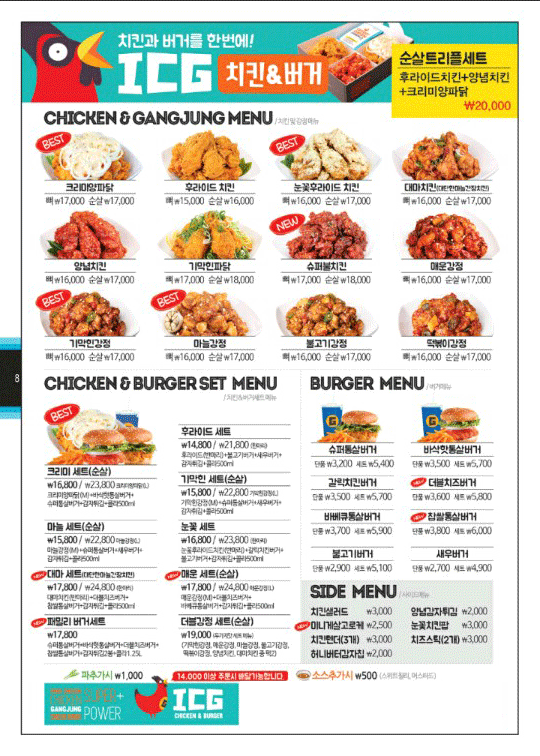 치킨과 버거를 한번에!
ICG 치킨&버거
순살트리플세트
후라이드치킨+양념치킨
+크리미양파닭
₩20,000
CHICKEN & GANGJUNG MENU /치킨 및 강정메뉴
BEST
크리미양파닭
뼈 ₩17,000 순살 ₩17,000
후라이드 치킨
뼈 ₩15,000 순살 ₩16,000
BEST
눈꽃후라이드 치킨
뼈 ₩16,000 순살 ₩17,000
대마치킨(대단한마늘간장치킨)
뼈 ₩16,000 순살 ₩17,000
양념치킨
뼈 ₩16,000 순살 ₩17,000
기막힌파닭
뼈 ₩17,000 순살 ₩18,000
NEW
슈퍼불치킨
뼈 ₩17,000 순살 ₩18,000
매운강정
뼈 ₩16,000 순살 ₩17,000
BEST
기막힌강정
뼈 ₩16,000 순살 ₩17,000
BEST
마늘강정
뼈 ₩16,000 순살 ₩17,000
불고기강정
뼈 ₩16,000 순살 ₩17,000
떡볶이강정
뼈 ₩16,000 순살 ₩17,000
8
CHICKEN & BURGER SET MENU
/치킨&버거세트메뉴
BEST
크리미 세트(순살)
₩16,800 / ₩23,800 크리미양파닭(L)
크리미양파닭(M)+바삭핫통살버거+
슈퍼통살버거+감자튀김+콜라500ml
마늘 세트(순살)
₩15,800 / ₩22,800 마늘강정(L)
마늘강정(M)+슈퍼통살버거+새우버거+
감자튀김+콜라500ml
대마 세트(대단한마늘간장치킨)
₩17,800 / ₩24,800 (한마리)
대마치킨(반마리)+더블치즈버거+
찹쌀통살버거+감자튀김+콜라500ml
패밀리 버거세트
₩17,800
슈퍼통살버거+바삭핫통살버거+더블치즈버거+
찹쌀통살버거+감자튀김2봉+콜라1.25L
후라이드 세트
₩14,800 / ₩21,800 (한마리)
후라이드(반마리)+불고기버거+새우버거+
감자튀김+콜라500ml
기막힌 세트(순살)
₩15,800 / ₩22,800 기막힌강정(L)
기막힌강정(M)+슈퍼통살버거+새우버거+
감자튀김+콜라500ml
눈꽃 세트
₩16,800 / ₩23,800 (한마리)
눈꽃후라이드치킨(반마리)+갈릭치킨버거+
불고기버거+감자튀김+콜라500ml
매운 세트(순살)
₩17,800 / ₩24,800 매운강정(L)
매운강정(M)+더블치즈버거+
바베큐통살버거+감자튀김+콜라500ml
더블강정 세트(순살)
₩19,000 (두가지맛 세트메뉴)
(기막힌강정, 매운강정, 마늘강정, 불고기강정,
떡볶이강정, 양념치킨, 대마치킨 중 택2)
BURGER MENU /버거메뉴
슈퍼통살버거
단품 ₩3,200 세트 ₩5,400
바삭핫통살버거
단품 ₩3,500 세트 ₩5,700
갈릭치킨버거
단품 ₩3,500 세트 ₩5,700
더블치즈버거
단품 ₩3,600 세트 ₩5,800
바베큐통살버거
단품 ₩3,700 세트 ₩5,900
찹쌀통살버거
단품 ₩3,800 세트 ₩6,000
불고기버거
단품 ₩2,900 세트 ₩5,100
새우버거
단품 ₩2,700 세트 ₩4,900
SIDE MENU /사이드메뉴
치킨샐러드 ₩3,000
양념감자튀김 ₩2,000
미니게살고로케 ₩2,500
눈꽃치킨팝 ₩3,000
치킨텐더(3개) ₩3,000
치즈스틱(2개) ₩3,000
허니버터감자칩 ₩2,000
파추가시 ₩1,000
14,000 이상 주문시 배달가능합니다
소스추가시 ₩500
CHICKEN
GANGJUNG
SUPER+
POWER
ICG
CHICKEN & BURGER